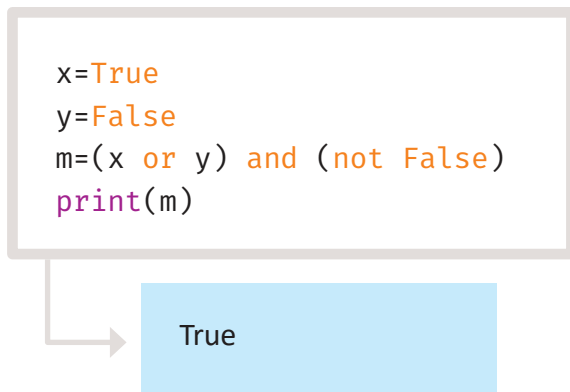 x=True
y=False
m=(x or y) and (not False)
print(m)
True